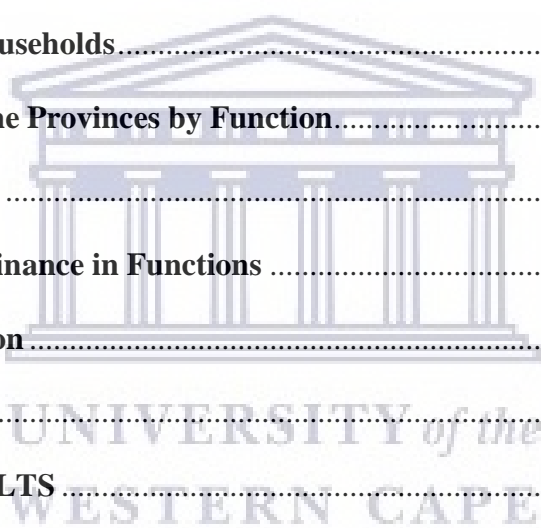 useholds................................................
e Provinces by Function................................
................................................
inance in Functions ................................
on................................................
................................................
UNIVERSITY of the
LTS ................................................
WESTERN CAPE